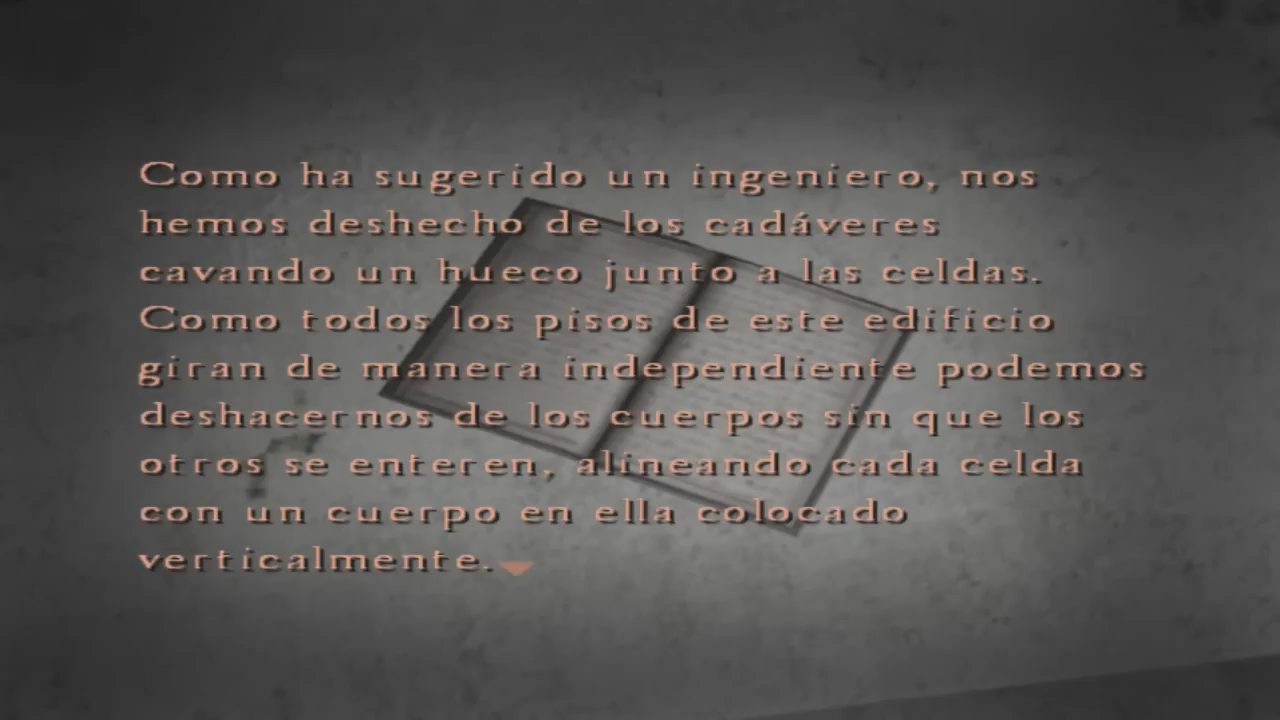 Como ha sugerido un ingeniero, nos
hemos deshecho de los cadáveres
cavando un hueco junto a las celdas.
Como todos los pisos de este edificio
giran de manera independiente podemos
deshacernos de los cuerpos sin que los
otros se enteren, alineando cada celda
con un cuerpo en ella colocado
verticalmente.